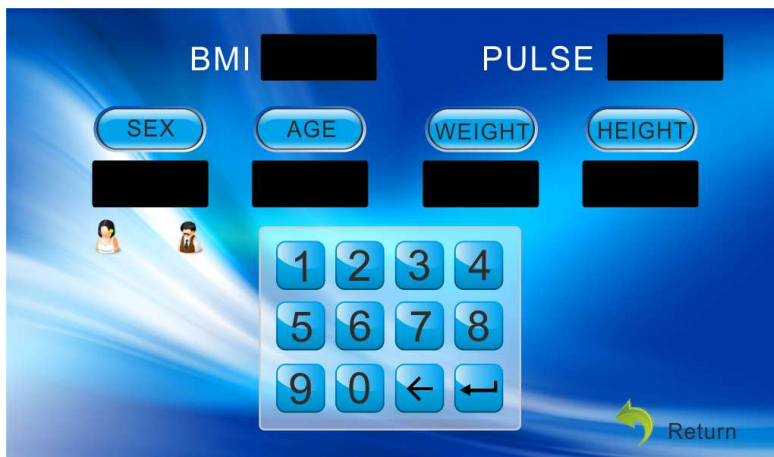 BMI PULSE
SEX AGE WEIGHT HEIGHT
1 2 3 4
5 6 7 8
9 0 ← ↵
Return